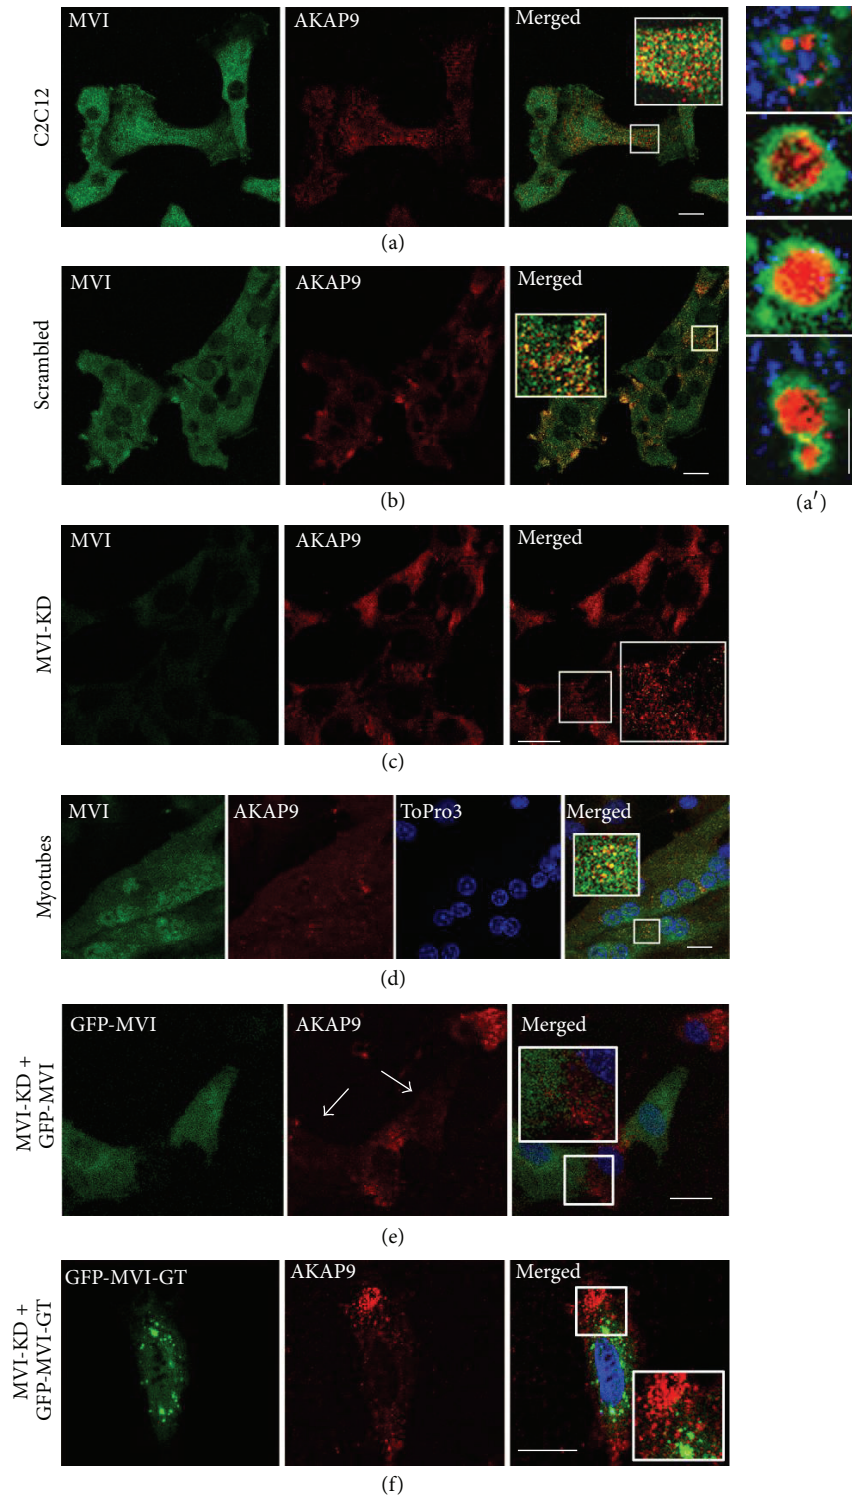 C2C12
MVI
AKAP9
Merged
(a)
Scrambled
MVI
AKAP9
Merged
(b)
(a′)
MVI-KD
MVI
AKAP9
Merged
(c)
Myotubes
MVI
AKAP9
ToPro3
Merged
(d)
MVI-KD +
GFP-MVI
GFP-MVI
AKAP9
Merged
(e)
MVI-KD +
GFP-MVI-GT
GFP-MVI-GT
AKAP9
Merged
(f)